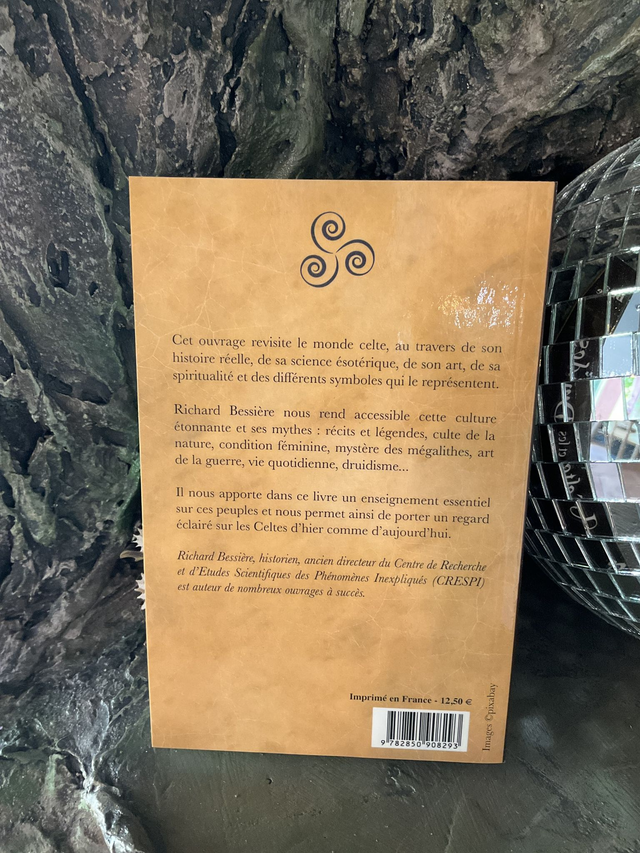 Cet ouvrage revisite le monde celte, au travers de son
histoire réelle, de sa science ésotérique, de son art, de sa
spiritualité et des différents symboles qui le représentent.
Richard Bessière nous rend accessible cette culture
étonnante et ses mythes : récits et légendes, culte de la
nature, condition féminine, mystère des mégalithes, art
de la guerre, vie quotidienne, druidisme...
Il nous apporte dans ce livre un enseignement essentiel
sur ces peuples et nous permet ainsi de porter un regard
éclairé sur les Celtes d'hier comme d'aujourd'hui.
Richard Bessière, historien, ancien directeur du Centre de Recherche
et d'Etudes Scientifiques des Phénomènes Inexpliqués (CRESPI)
est auteur de nombreux ouvrages à succès.
Imprimé en France - 12,50 €
9 782850 908293
Images ©pixabay